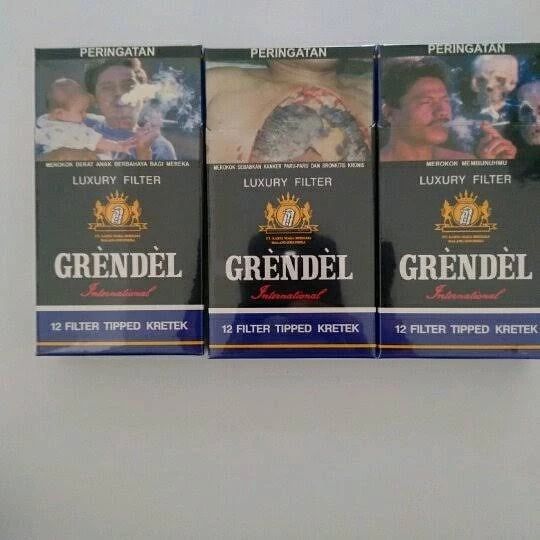 PERINGATAN
MEROKOK DEKAT ANAK BERBAHAYA BAGI MEREKA
LUXURY FILTER
GRÈNDÈL
International
12 FILTER TIPPED KRETEK
PERINGATAN
MEROKOK SEBABKAN KANKER PARU-PARU DAN BRONKITIS KRONIS
LUXURY FILTER
GRÈNDÈL
International
12 FILTER TIPPED KRETEK
PERINGATAN
MEROKOK MEMBUNUHMU
LUXURY FILTER
GRÈNDÈL
International
12 FILTER TIPPED KRETEK